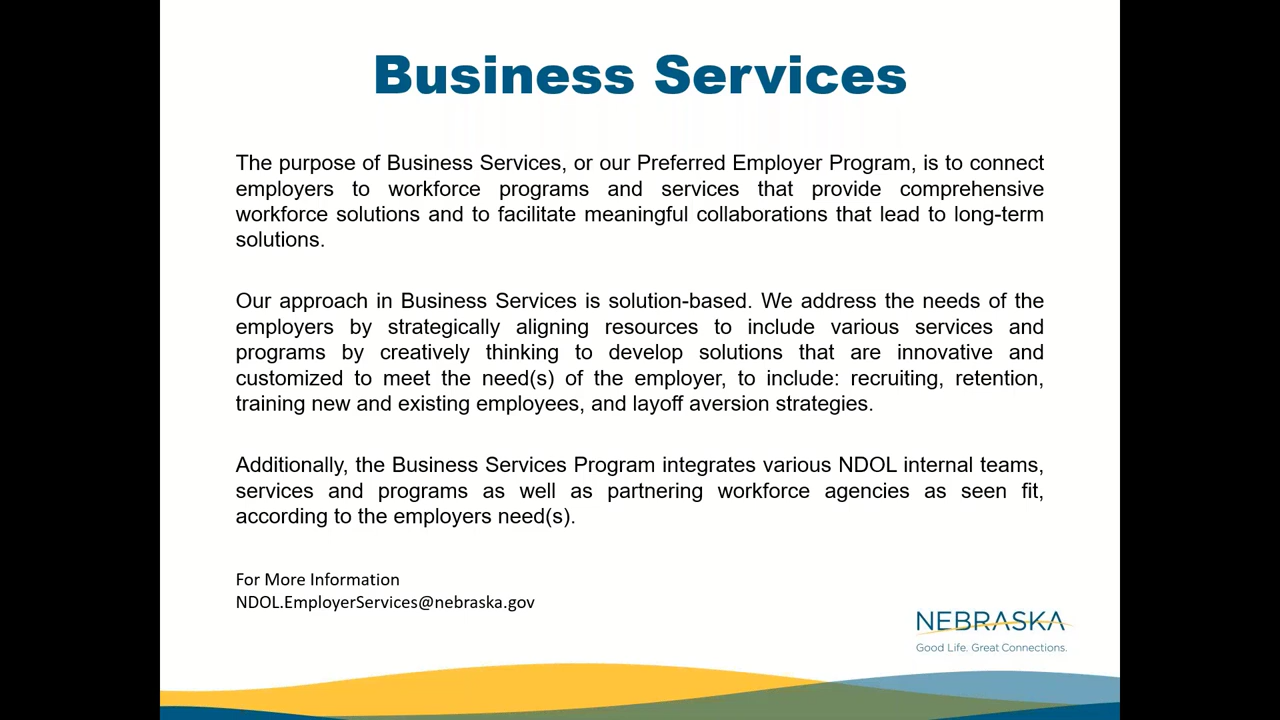 Business Services
The purpose of Business Services, or our Preferred Employer Program, is to connect
employers to workforce programs and services that provide comprehensive
workforce solutions and to facilitate meaningful collaborations that lead to long-term
solutions.
Our approach in Business Services is solution-based. We address the needs of the
employers by strategically aligning resources to include various services and
programs by creatively thinking to develop solutions that are innovative and
customized to meet the need(s) of the employer, to include: recruiting, retention,
training new and existing employees, and layoff aversion strategies.
Additionally, the Business Services Program integrates various NDOL internal teams,
services and programs as well as partnering workforce agencies as seen fit,
according to the employers need(s).
For More Information
NDOL.EmployerServices@nebraska.gov
NEBRASKA
Good Life. Great Connections.